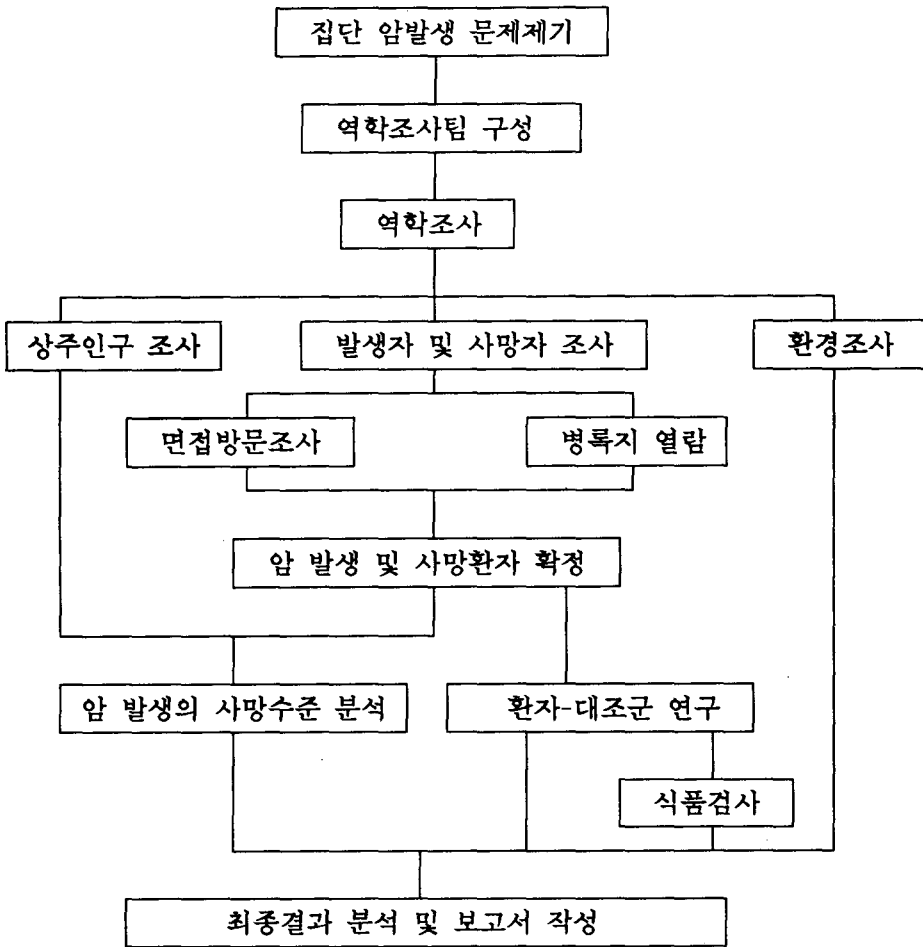 집단 암발생 문제제기
역학조사팀 구성
역학조사
상주인구 조사
발생자 및 사망자 조사
환경조사
면접방문조사
병록지 열람
암 발생 및 사망환자 확정
암 발생의 사망수준 분석
환자-대조군 연구
식품검사
최종결과 분석 및 보고서 작성